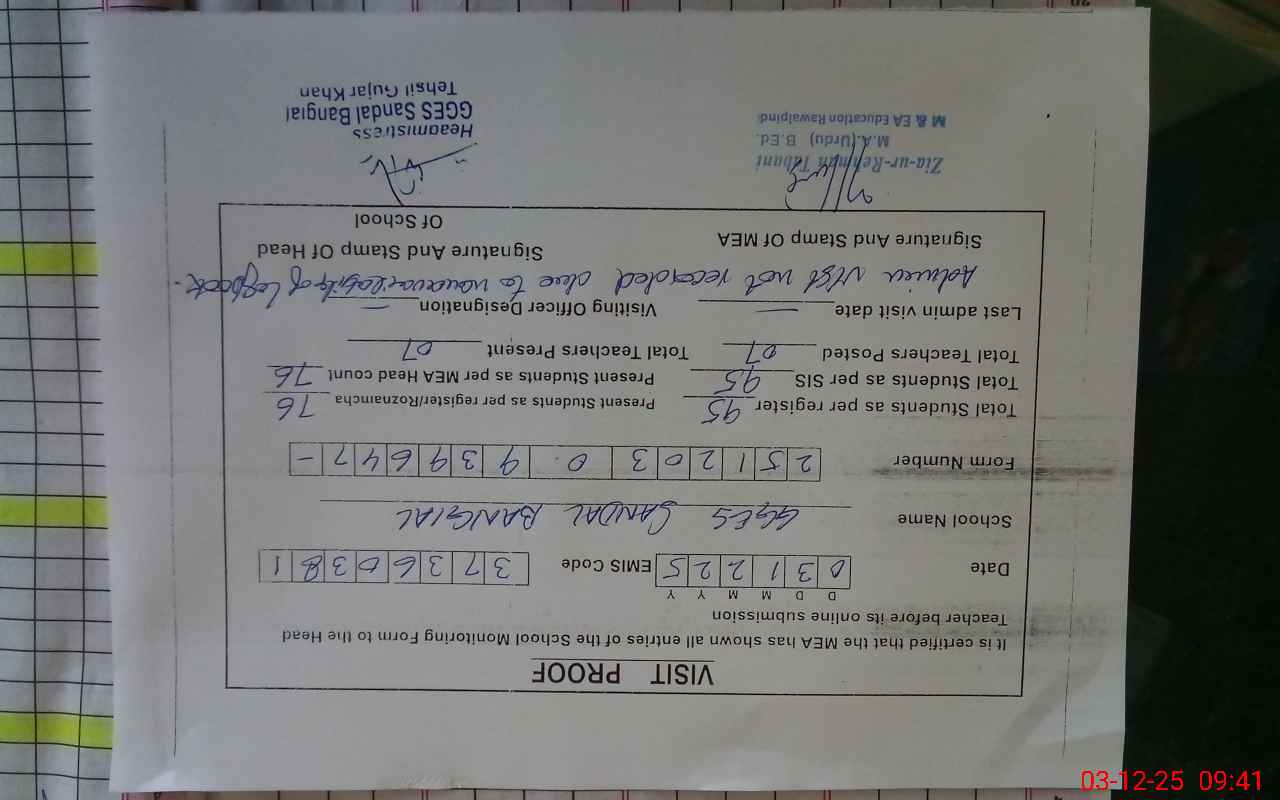 VISIT PROOF
It is certified that the MEA has shown all entries of the School Monitoring Form to the Head
Teacher before its online submission
D D M M Y Y
Date 0 3 1 2 2 5 EMIS Code 3 7 3 6 0 3 8 1
School Name GGES SANDAL BANGIAL
Form Number 2 5 1 2 0 3 0 . 9 3 9 6 4 7 -
Total Students as per register 95 Present Students as per register/Roznamcha 76
Total Students as per SIS 95 Present Students as per MEA Head count 76
Total Teachers Posted 07 Total Teachers Present 07
Last admin visit date — Visiting Officer Designation —
Admin visit not recorded due to nonavailability of Logbook.
Signature And Stamp Of MEA Signature And Stamp Of Head
Of School
Zia-ur-Rehman Tabani
M.A.(Urdu) B.Ed.
M & EA Education Rawalpindi
Headmistress
GGES Sandal Bangial
Tehsil Gujar Khan
03-12-25 09:41